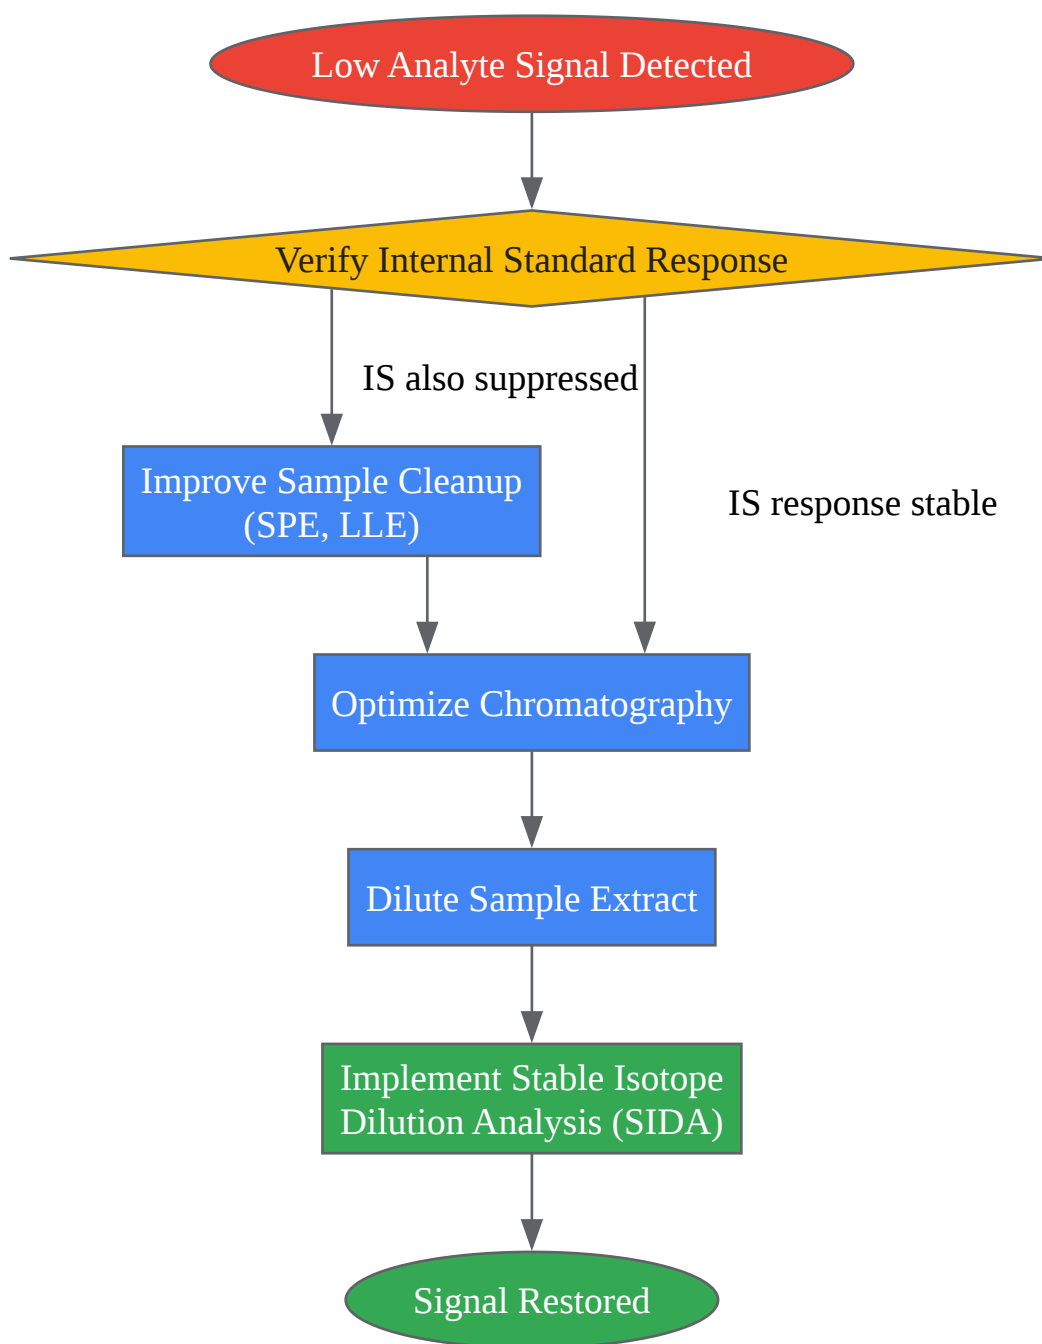 Low Analyte Signal Detected
Verify Internal Standard Response
IS also suppressed
Improve Sample Cleanup
(SPE, LLE)
IS response stable
Optimize Chromatography
Dilute Sample Extract
Implement Stable Isotope
Dilution Analysis (SIDA)
Signal Restored